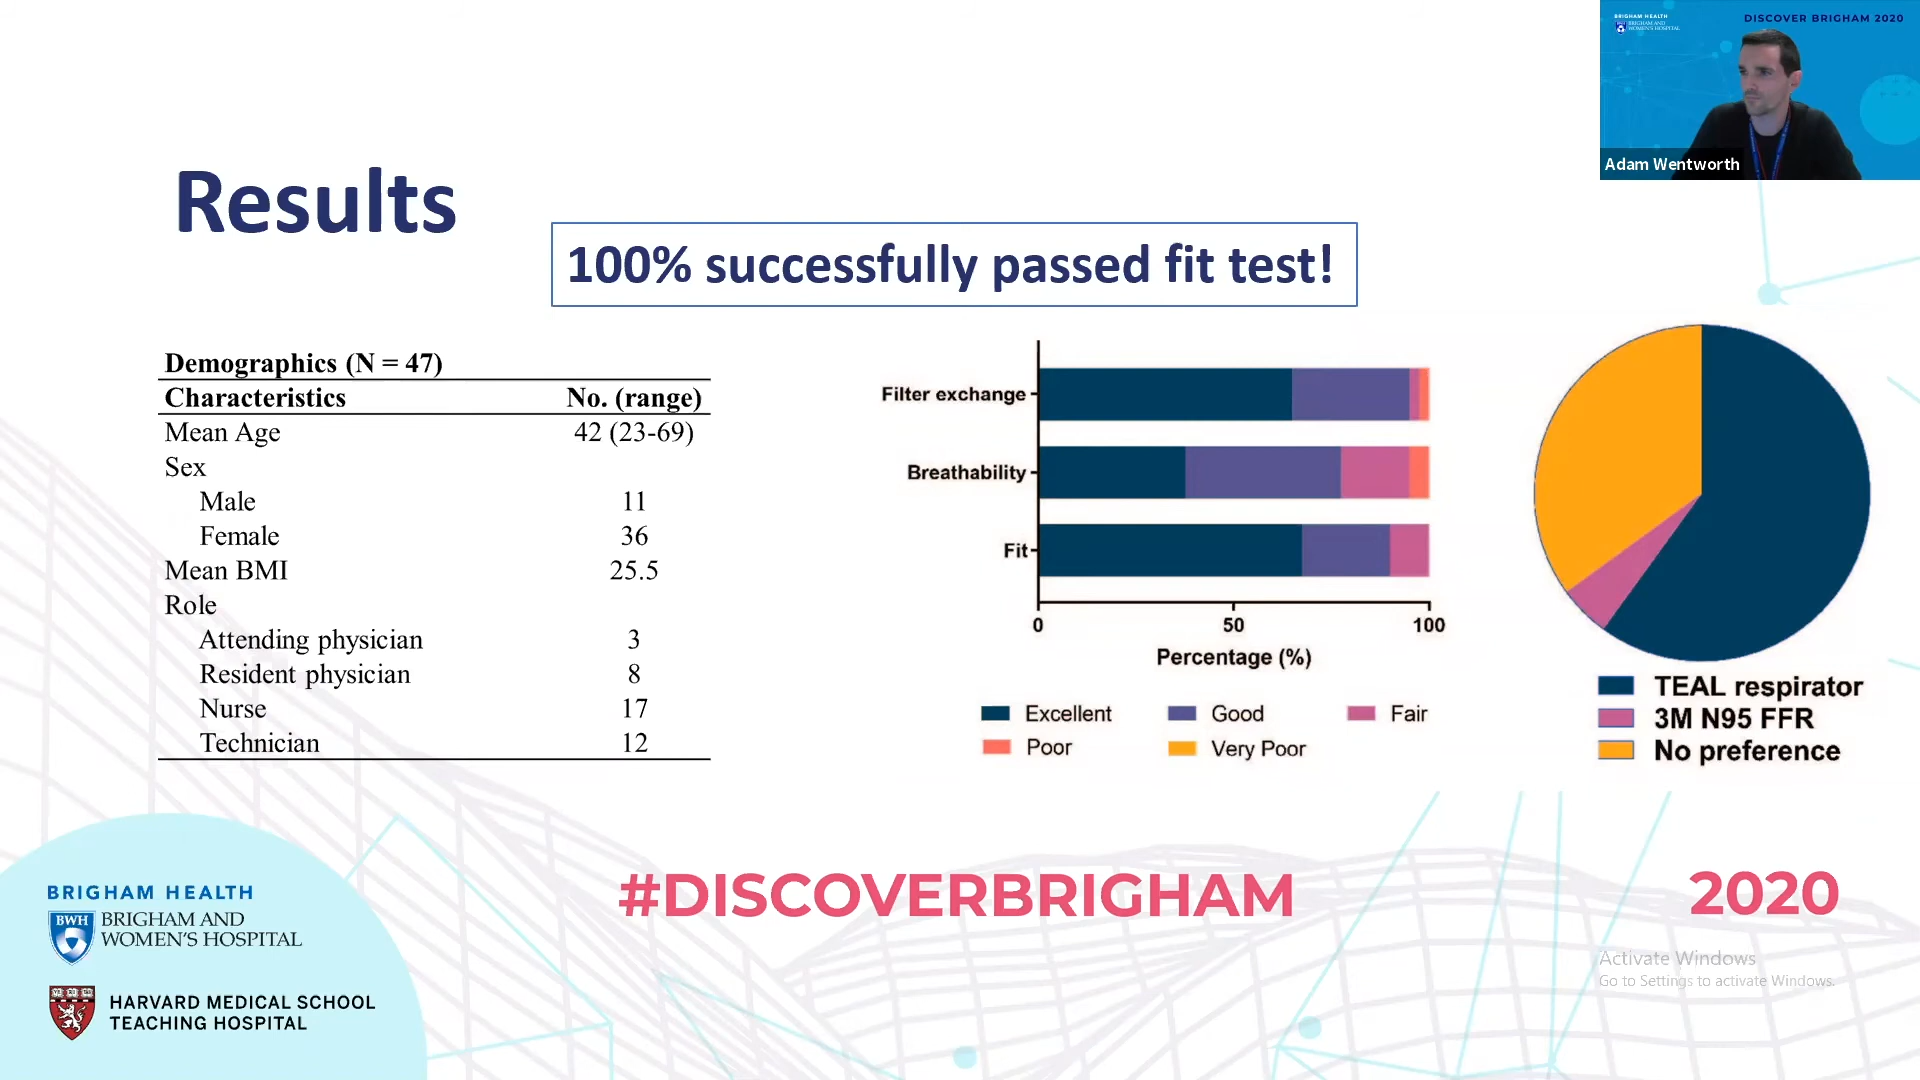 BRIGHAM HEALTH
BRIGHAM AND
WOMEN'S HOSPITAL
DISCOVER BRIGHAM 2020
Adam Wentworth
Results
100% successfully passed fit test!
Demographics (N = 47)
Characteristics No. (range)
Mean Age 42 (23-69)
Sex
Male 11
Female 36
Mean BMI 25.5
Role
Attending physician 3
Resident physician 8
Nurse 17
Technician 12
Filter exchange
Breathability
Fit
0 50 100
Percentage (%)
Excellent Good Fair
Poor Very Poor
TEAL respirator
3M N95 FFR
No preference
#DISCOVERBRIGHAM 2020
BRIGHAM HEALTH
BWH
BRIGHAM AND
WOMEN'S HOSPITAL
HARVARD MEDICAL SCHOOL
TEACHING HOSPITAL
Activate Windows
Go to Settings to activate Windows.